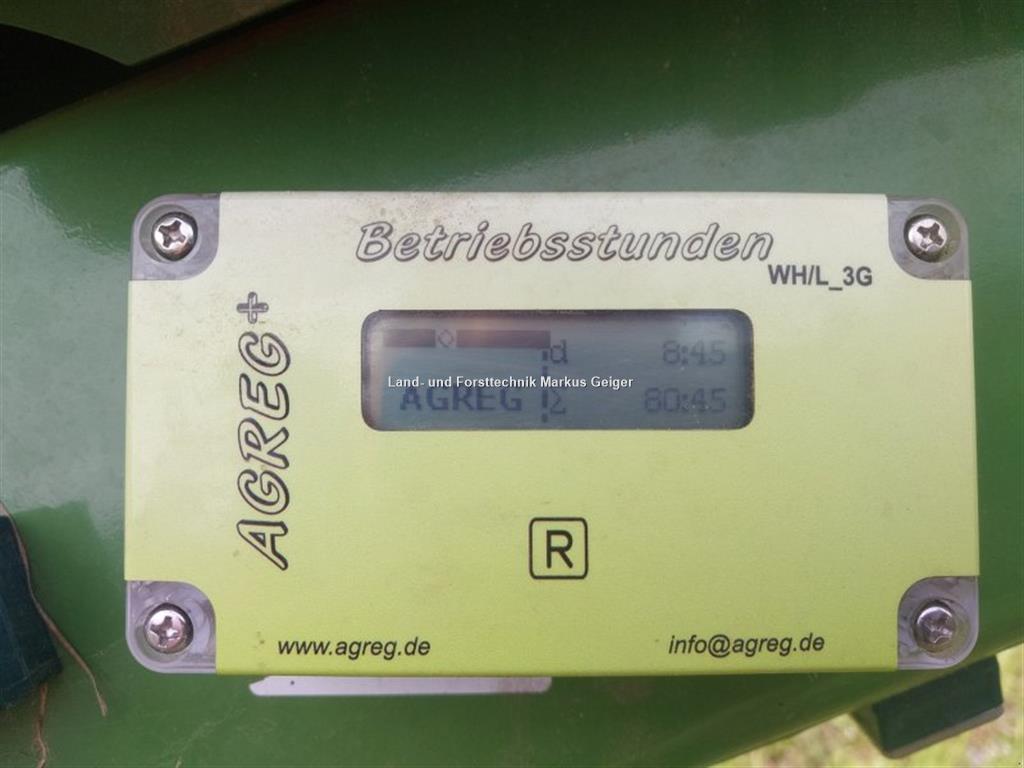 Betriebsstunden
WH/L_3G
AGREG+
d 8:45
Land- und Forsttechnik Markus Geiger
AGREG Σ 80:45
R
www.agreg.de
info@agreg.de